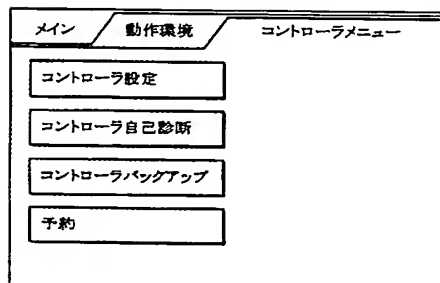 メイン 動作環境 コントローラメニュー
コントローラ設定
コントローラ自己診断
コントローラバックアップ
予約